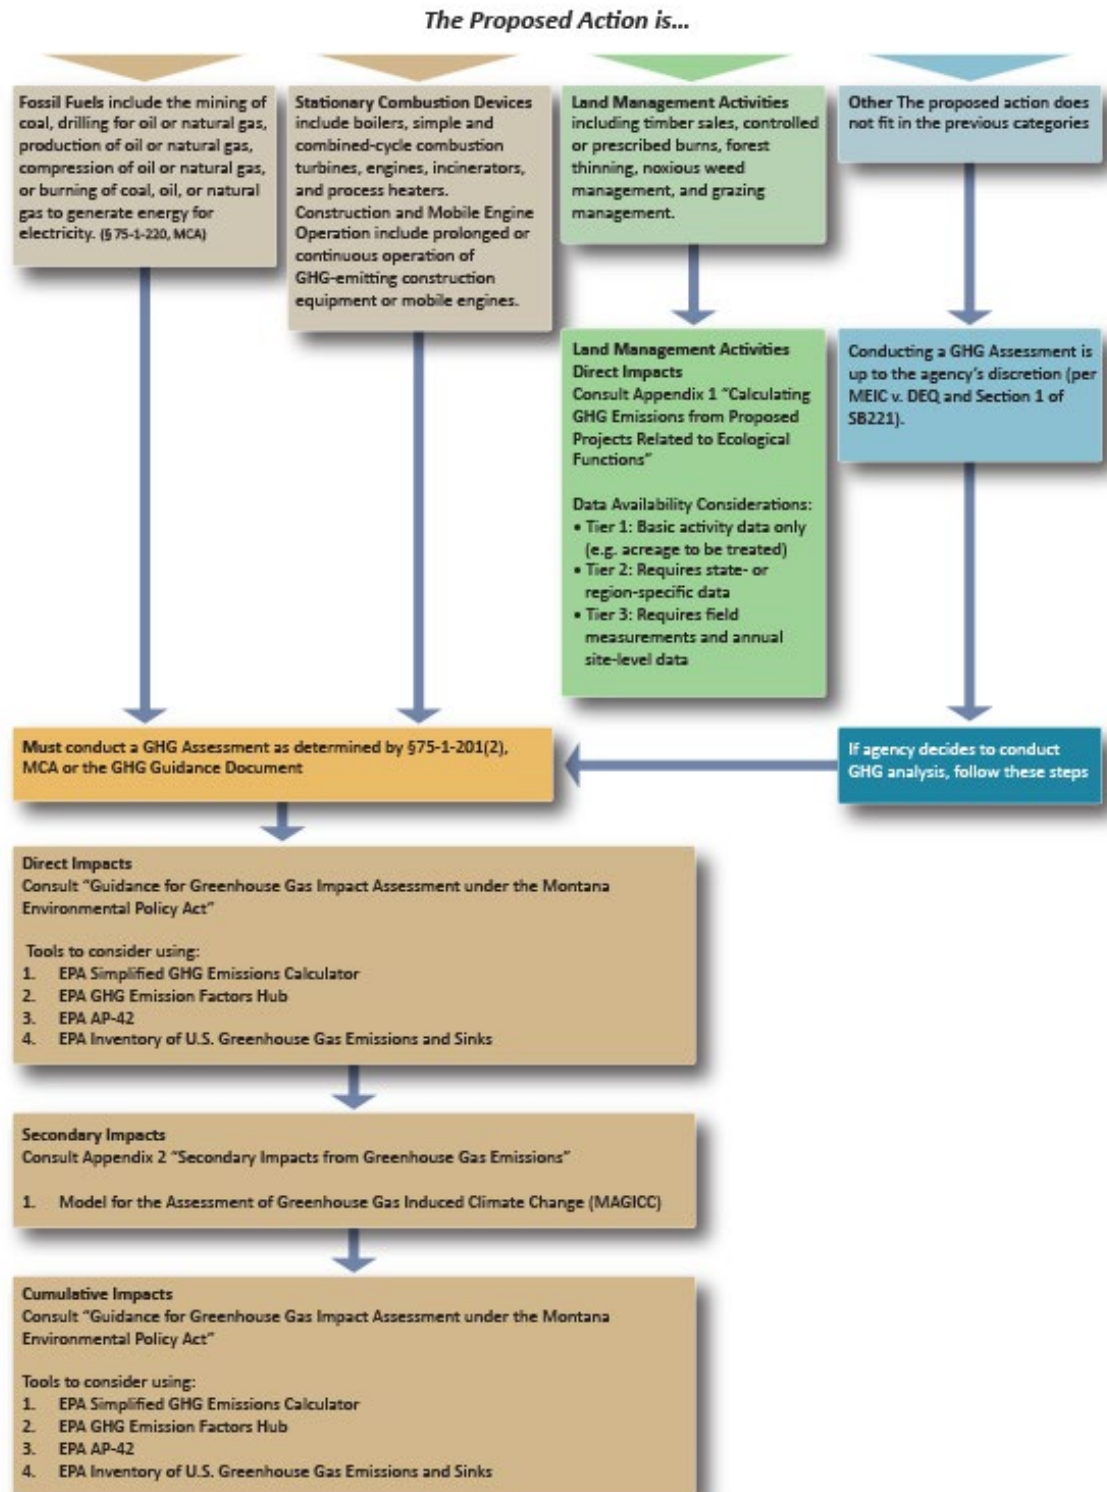 The Proposed Action is...
Fossil Fuels include the mining of
coal, drilling for oil or natural gas,
production of oil or natural gas,
compression of oil or natural gas,
or burning of coal, oil, or natural
gas to generate energy for
electricity. (§ 75-1-220, MCA)
Stationary Combustion Devices
include boilers, simple and
combined-cycle combustion
turbines, engines, incinerators,
and process heaters.
Construction and Mobile Engine
Operation include prolonged or
continuous operation of
GHG-emitting construction
equipment or mobile engines.
Land Management Activities
including timber sales, controlled
or prescribed burns, forest
thinning, noxious weed
management, and grazing
management.
Other The proposed action does
not fit in the previous categories
Land Management Activities
Direct Impacts
Consult Appendix 1 “Calculating
GHG Emissions from Proposed
Projects Related to Ecological
Functions”
Data Availability Considerations:
• Tier 1: Basic activity data only
(e.g. acreage to be treated)
• Tier 2: Requires state- or
region-specific data
• Tier 3: Requires field
measurements and annual
site-level data
Conducting a GHG Assessment is
up to the agency’s discretion (per
MEIC v. DEQ and Section 1 of
SB221).
Must conduct a GHG Assessment as determined by §75-1-201(2),
MCA or the GHG Guidance Document
If agency decides to conduct
GHG analysis, follow these steps
Direct Impacts
Consult “Guidance for Greenhouse Gas Impact Assessment under the Montana
Environmental Policy Act”
Tools to consider using:
1. EPA Simplified GHG Emissions Calculator
2. EPA GHG Emission Factors Hub
3. EPA AP-42
4. EPA Inventory of U.S. Greenhouse Gas Emissions and Sinks
Secondary Impacts
Consult Appendix 2 “Secondary Impacts from Greenhouse Gas Emissions”
1. Model for the Assessment of Greenhouse Gas Induced Climate Change (MAGICC)
Cumulative Impacts
Consult “Guidance for Greenhouse Gas Impact Assessment under the Montana
Environmental Policy Act”
Tools to consider using:
1. EPA Simplified GHG Emissions Calculator
2. EPA GHG Emission Factors Hub
3. EPA AP-42
4. EPA Inventory of U.S. Greenhouse Gas Emissions and Sinks